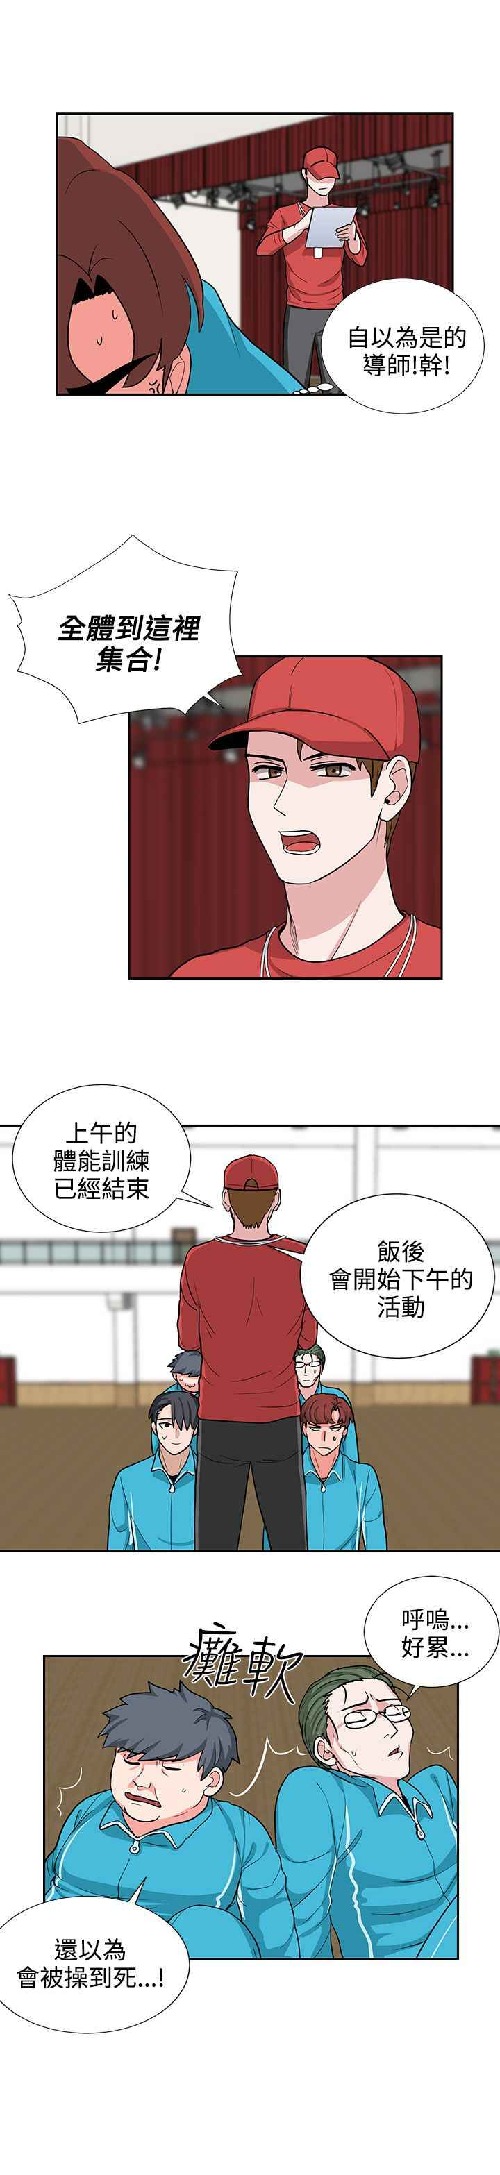 自以為是的
導師!幹!
全體到這裡
集合!
上午的
體能訓練
已經結束
飯後
會開始下午的
活動
呼嗚...
好累...
癱軟
還以為
會被操到死...!